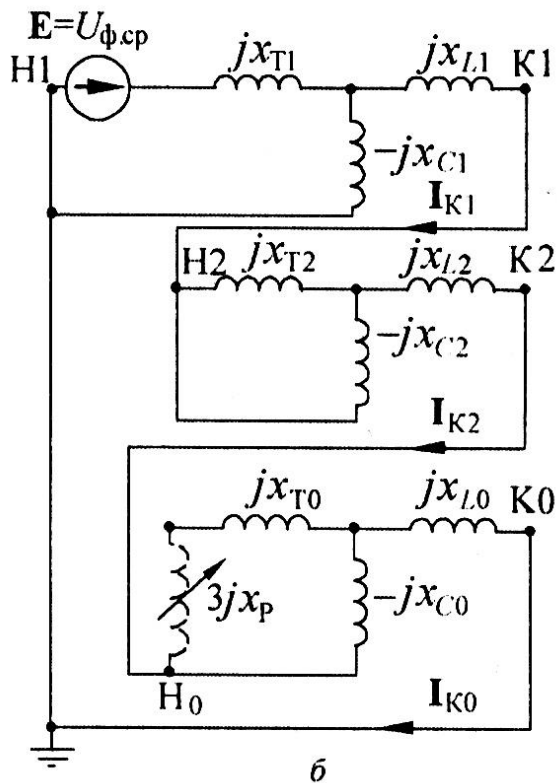 E=Uф.ср
H1
jxT1
jxL1
K1
−jxC1
IK1
H2
jxT2
jxL2
K2
−jxC2
IK2
jxT0
jxL0
K0
3jxP
−jxC0
H0
IK0
б